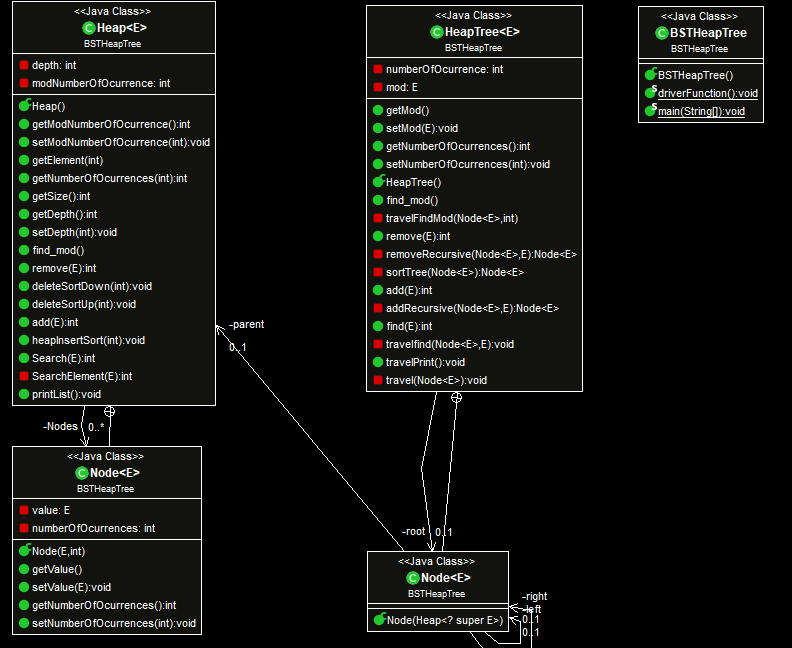 <<Java Class>>
Heap<E>
BSTHeapTree
depth: int
modNumberOfOcurrence: int
Heap()
getModNumberOfOcurrence():int
setModNumberOfOcurrence(int):void
getElement(int)
getNumberOfOcurrences(int):int
getSize():int
getDepth():int
setDepth(int):void
find_mod()
remove(E):int
deleteSortDown(int):void
deleteSortUp(int):void
add(E):int
heapInsertSort(int):void
Search(E):int
SearchElement(E):int
printList():void
-Nodes
0..*
<<Java Class>>
Node<E>
BSTHeapTree
value: E
numberOfOcurrences: int
Node(E,int)
getValue()
setValue(E):void
getNumberOfOcurrences():int
setNumberOfOcurrences(int):void
-parent
0..1
<<Java Class>>
HeapTree<E>
BSTHeapTree
numberOfOcurrence: int
mod: E
getMod()
setMod(E):void
getNumberOfOcurrences():int
setNumberOfOcurrences(int):void
HeapTree()
find_mod()
travelFindMod(Node<E>,int)
remove(E):int
removeRecursive(Node<E>,E):Node<E>
sortTree(Node<E>):Node<E>
add(E):int
addRecursive(Node<E>,E):Node<E>
find(E):int
travelfind(Node<E>,E):void
travelPrint():void
travel(Node<E>):void
-root
0..1
<<Java Class>>
Node<E>
BSTHeapTree
Node(Heap<? super E>)
-right
-left
0..1
0..1
<<Java Class>>
BSTHeapTree
BSTHeapTree
BSTHeapTree()
driverFunction():void
main(String[]):void